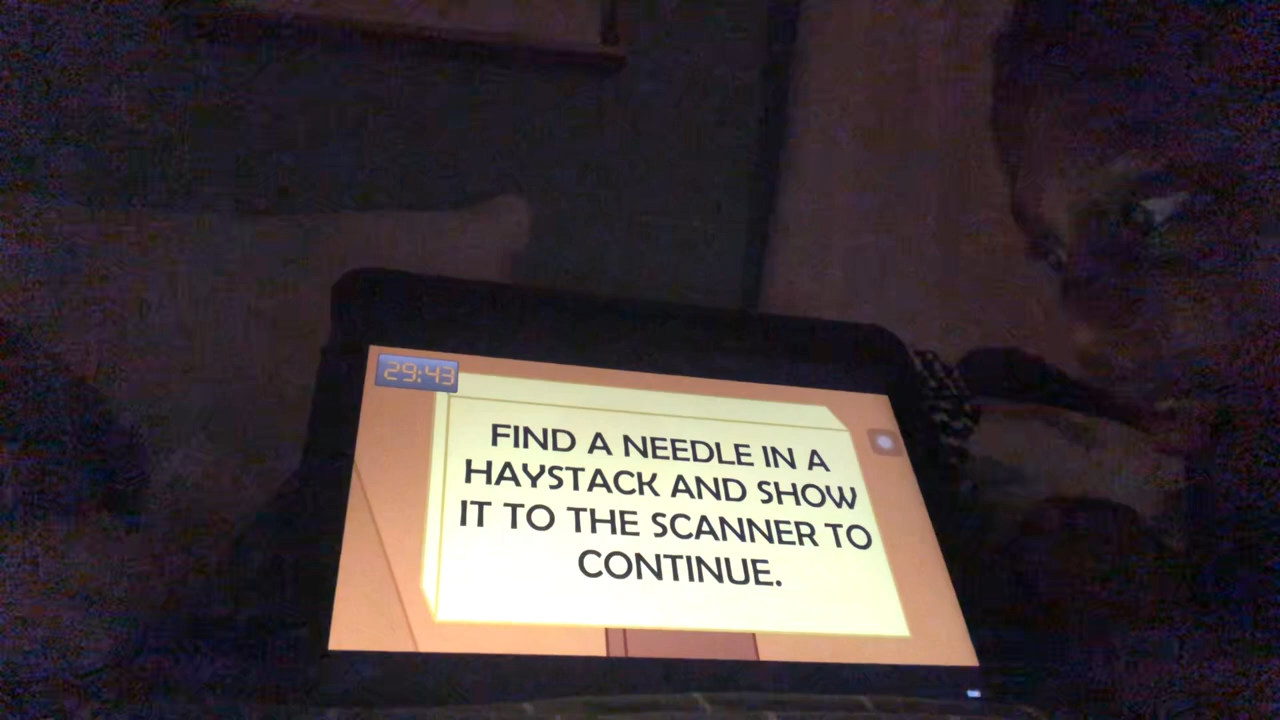 29:43
FIND A NEEDLE IN A
HAYSTACK AND SHOW
IT TO THE SCANNER TO
CONTINUE.